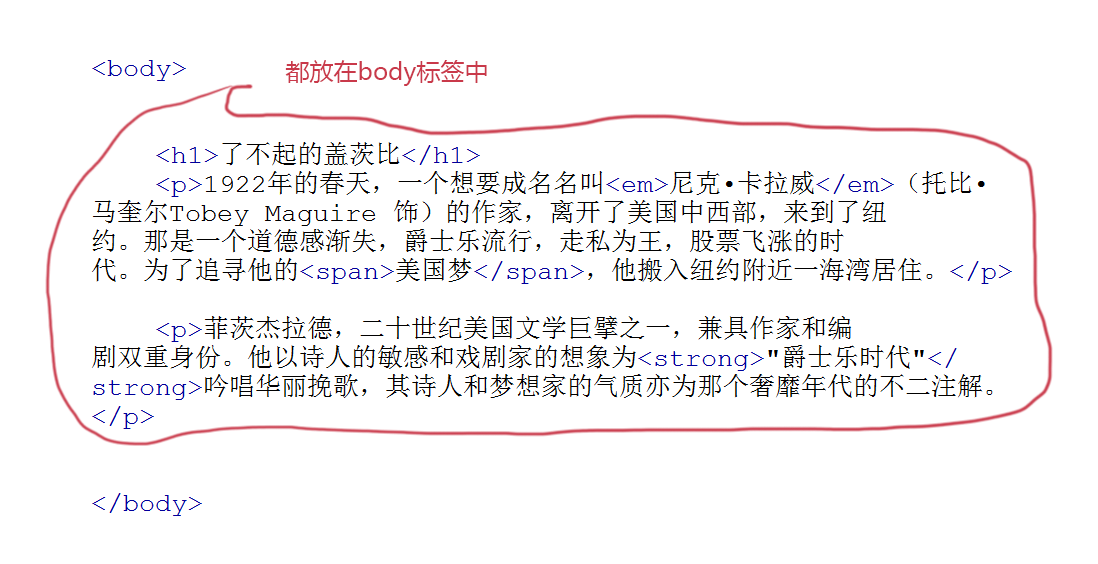 <body>
都放在body标签中
<h1>了不起的盖茨比</h1>
<p>1922年的春天，一个想要成名名叫<em>尼克•卡拉威</em>（托比•
马奎尔Tobey Maguire 饰）的作家，离开了美国中西部，来到了纽
约。那是一个道德感渐失，爵士乐流行，走私为王，股票飞涨的时
代。为了追寻他的<span>美国梦</span>，他搬入纽约附近一海湾居住。</p>
<p>菲茨杰拉德，二十世纪美国文学巨擘之一，兼具作家和编
剧双重身份。他以诗人的敏感和戏剧家的想象为<strong>"爵士乐时代"</
strong>吟唱华丽挽歌，其诗人和梦想家的气质亦为那个奢靡年代的不二注解。
</p>
</body>